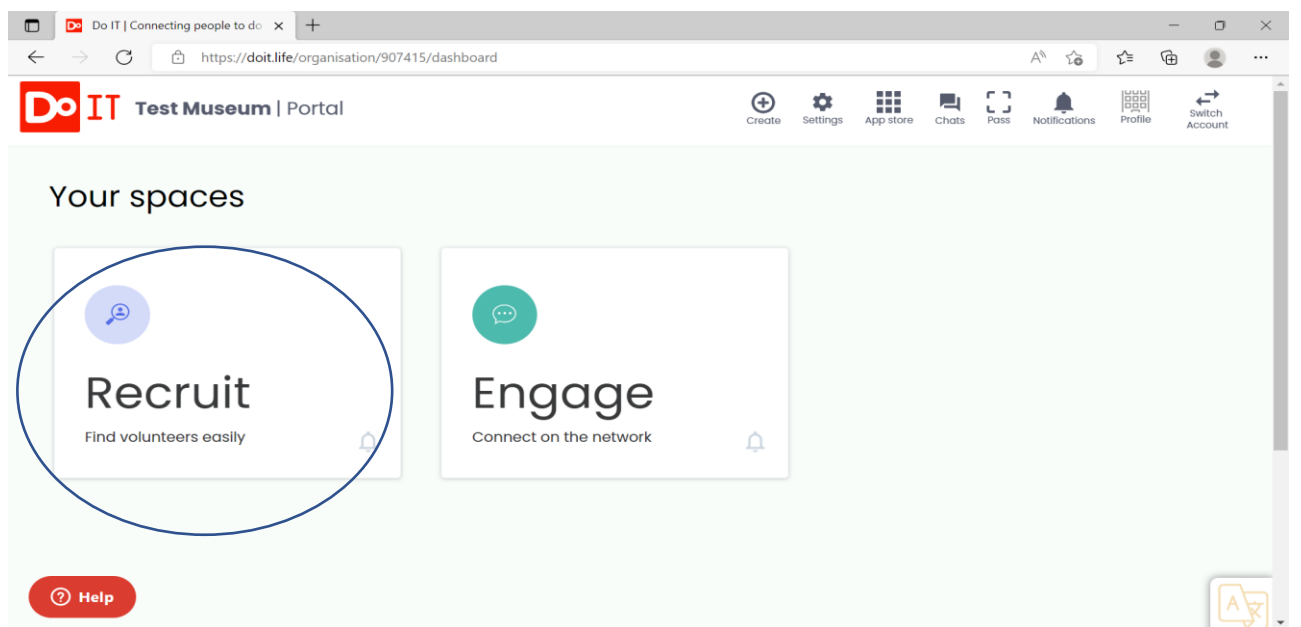 Do IT | Connecting people to do
https://doit.life/organisation/907415/dashboard
Do IT Test Museum | Portal
Create
Settings
App store
Chats
Pass
Notifications
Profile
Switch
Account
Your spaces
Recruit
Find volunteers easily
Engage
Connect on the network
Help